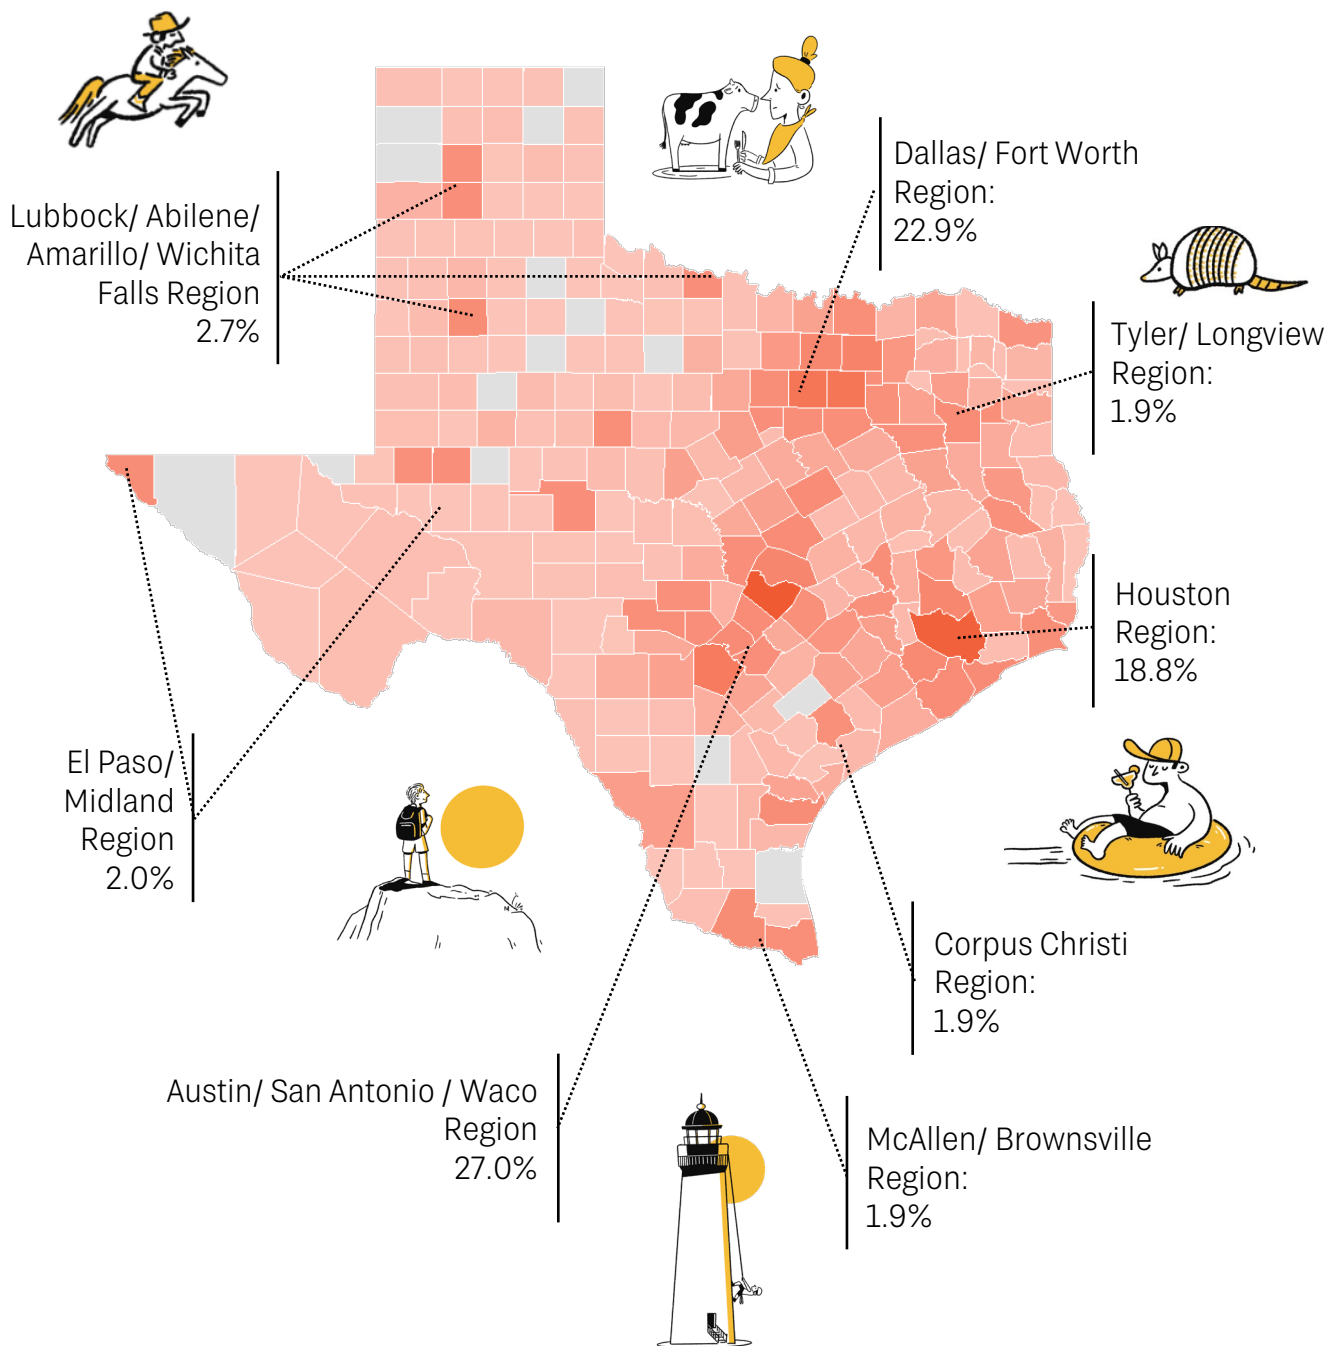 Dallas/ Fort Worth
Region:
22.9%
Lubbock/ Abilene/
Amarillo/ Wichita
Falls Region
2.7%
Tyler/ Longview
Region:
1.9%
Houston
Region:
18.8%
El Paso/
Midland
Region
2.0%
Corpus Christi
Region:
1.9%
Austin/ San Antonio / Waco
Region
27.0%
McAllen/ Brownsville
Region:
1.9%